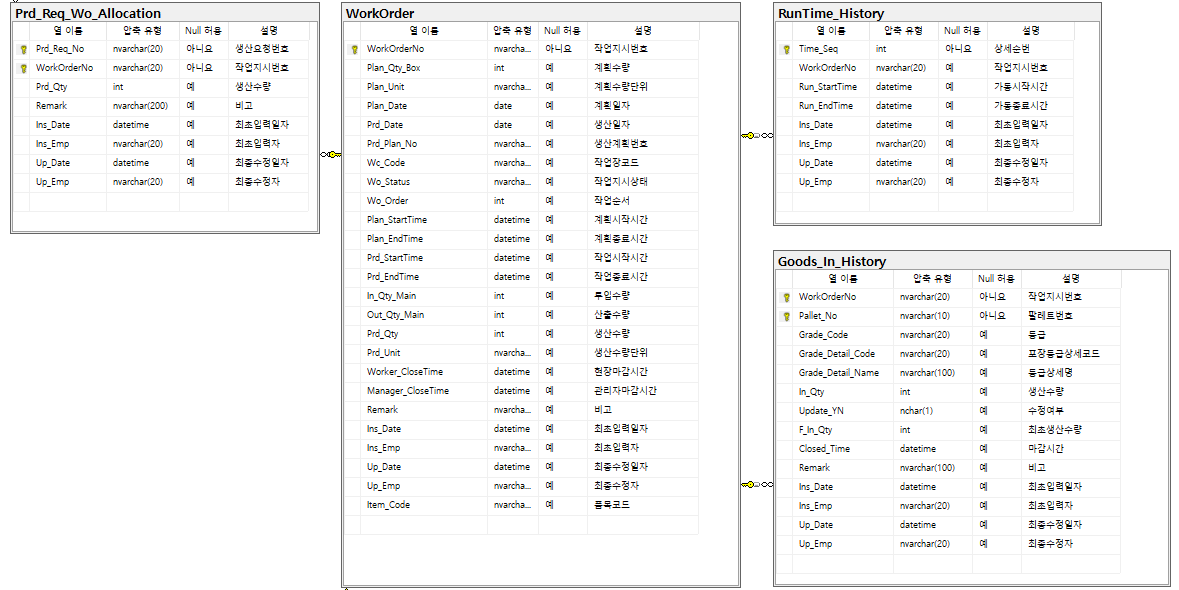 Prd_Req_Wo_Allocation
열 이름 압축 유형 Null 허용 설명
Prd_Req_No nvarchar(20) 아니요 생산요청번호
WorkOrderNo nvarchar(20) 아니요 작업지시번호
Prd_Qty int 예 생산수량
Remark nvarchar(200) 예 비고
Ins_Date datetime 예 최초입력일자
Ins_Emp nvarchar(20) 예 최초입력자
Up_Date datetime 예 최종수정일자
Up_Emp nvarchar(20) 예 최종수정자
WorkOrder
열 이름 압축 유형 Null 허용 설명
WorkOrderNo nvarcha... 아니요 작업지시번호
Plan_Qty_Box int 예 계획수량
Plan_Unit nvarcha... 예 계획수량단위
Plan_Date date 예 계획일자
Prd_Date date 예 생산일자
Prd_Plan_No nvarcha... 예 생산계획번호
Wc_Code nvarcha... 예 작업장코드
Wo_Status nvarcha... 예 작업지시상태
Wo_Order int 예 작업순서
Plan_StartTime datetime 예 계획시작시간
Plan_EndTime datetime 예 계획종료시간
Prd_StartTime datetime 예 작업시작시간
Prd_EndTime datetime 예 작업종료시간
In_Qty_Main int 예 투입수량
Out_Qty_Main int 예 산출수량
Prd_Qty int 예 생산수량
Prd_Unit nvarcha... 예 생산수량단위
Worker_CloseTime datetime 예 현장마감시간
Manager_CloseTime datetime 예 관리자마감시간
Remark nvarcha... 예 비고
Ins_Date datetime 예 최초입력일자
Ins_Emp nvarcha... 예 최초입력자
Up_Date datetime 예 최종수정일자
Up_Emp nvarcha... 예 최종수정자
Item_Code nvarcha... 예 품목코드
RunTime_History
열 이름 압축 유형 Null 허용 설명
Time_Seq int 아니요 상세순번
WorkOrderNo nvarchar(20) 예 작업지시번호
Run_StartTime datetime 예 가동시작시간
Run_EndTime datetime 예 가동종료시간
Ins_Date datetime 예 최초입력일자
Ins_Emp nvarchar(20) 예 최초입력자
Up_Date datetime 예 최종수정일자
Up_Emp nvarchar(20) 예 최종수정자
Goods_In_History
열 이름 압축 유형 Null 허용 설명
WorkOrderNo nvarchar(20) 아니요 작업지시번호
Pallet_No nvarchar(10) 아니요 팔레트번호
Grade_Code nvarchar(20) 예 등급
Grade_Detail_Code nvarchar(20) 예 포장등급상세코드
Grade_Detail_Name nvarchar(100) 예 등급상세명
In_Qty int 예 생산수량
Update_YN nchar(1) 예 수정여부
F_In_Qty int 예 최초생산수량
Closed_Time datetime 예 마감시간
Remark nvarchar(100) 예 비고
Ins_Date datetime 예 최초입력일자
Ins_Emp nvarchar(20) 예 최초입력자
Up_Date datetime 예 최종수정일자
Up_Emp nvarchar(20) 예 최종수정자